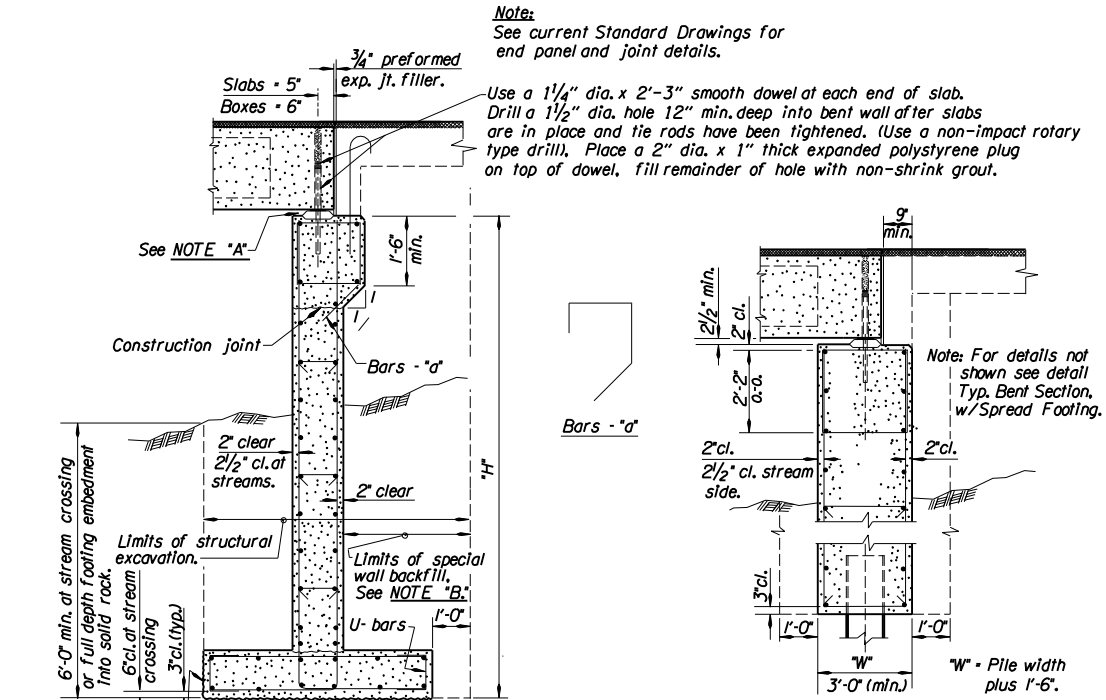 Note:
See current Standard Drawings for
end panel and joint details.
3/4" preformed
exp. jt. filler.
Slabs = 5"
Boxes = 6"
Use a 1 1/4" dia. x 2'-3" smooth dowel at each end of slab.
Drill a 1 1/2" dia. hole 12" min. deep into bent wall after slabs
are in place and tie rods have been tightened. (Use a non-impact rotary
type drill). Place a 2" dia. x 1" thick expanded polystyrene plug
on top of dowel, fill remainder of hole with non-shrink grout.
See NOTE "A"
1'-6"
min.
1
1
Construction joint
Bars - "a"
2" clear
2 1/2" cl. at
streams.
2" clear
"H"
6'-0" min. at stream crossing
or full depth footing embedment
into solid rock.
Limits of structural
excavation.
Limits of special
wall backfill.
See NOTE "B."
6"cl. at stream
crossing
3"cl. (typ.)
U- bars
1'-0"
Bars - "a"
9"
min.
2 1/2" min.
2" cl.
2'-2"
o.-o.
Note: For details not
shown see detail
Typ. Bent Section,
w/Spread Footing.
2"cl.
2 1/2" cl. stream
side.
2"cl.
3"cl.
1'-0"
1'-0"
"W"
3'-0" (min.)
"W" = Pile width
plus 1'-6".